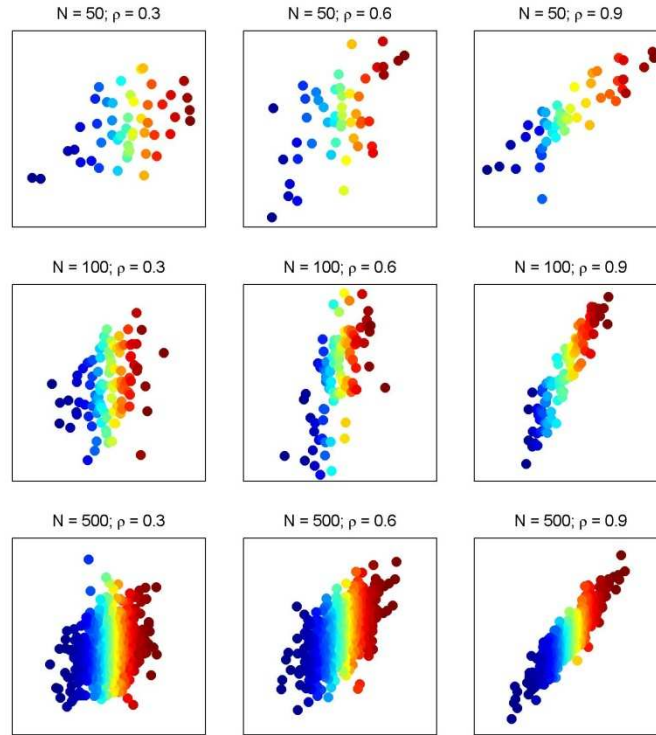 N = 50; ρ = 0.3
N = 50; ρ = 0.6
N = 50; ρ = 0.9
N = 100; ρ = 0.3
N = 100; ρ = 0.6
N = 100; ρ = 0.9
N = 500; ρ = 0.3
N = 500; ρ = 0.6
N = 500; ρ = 0.9